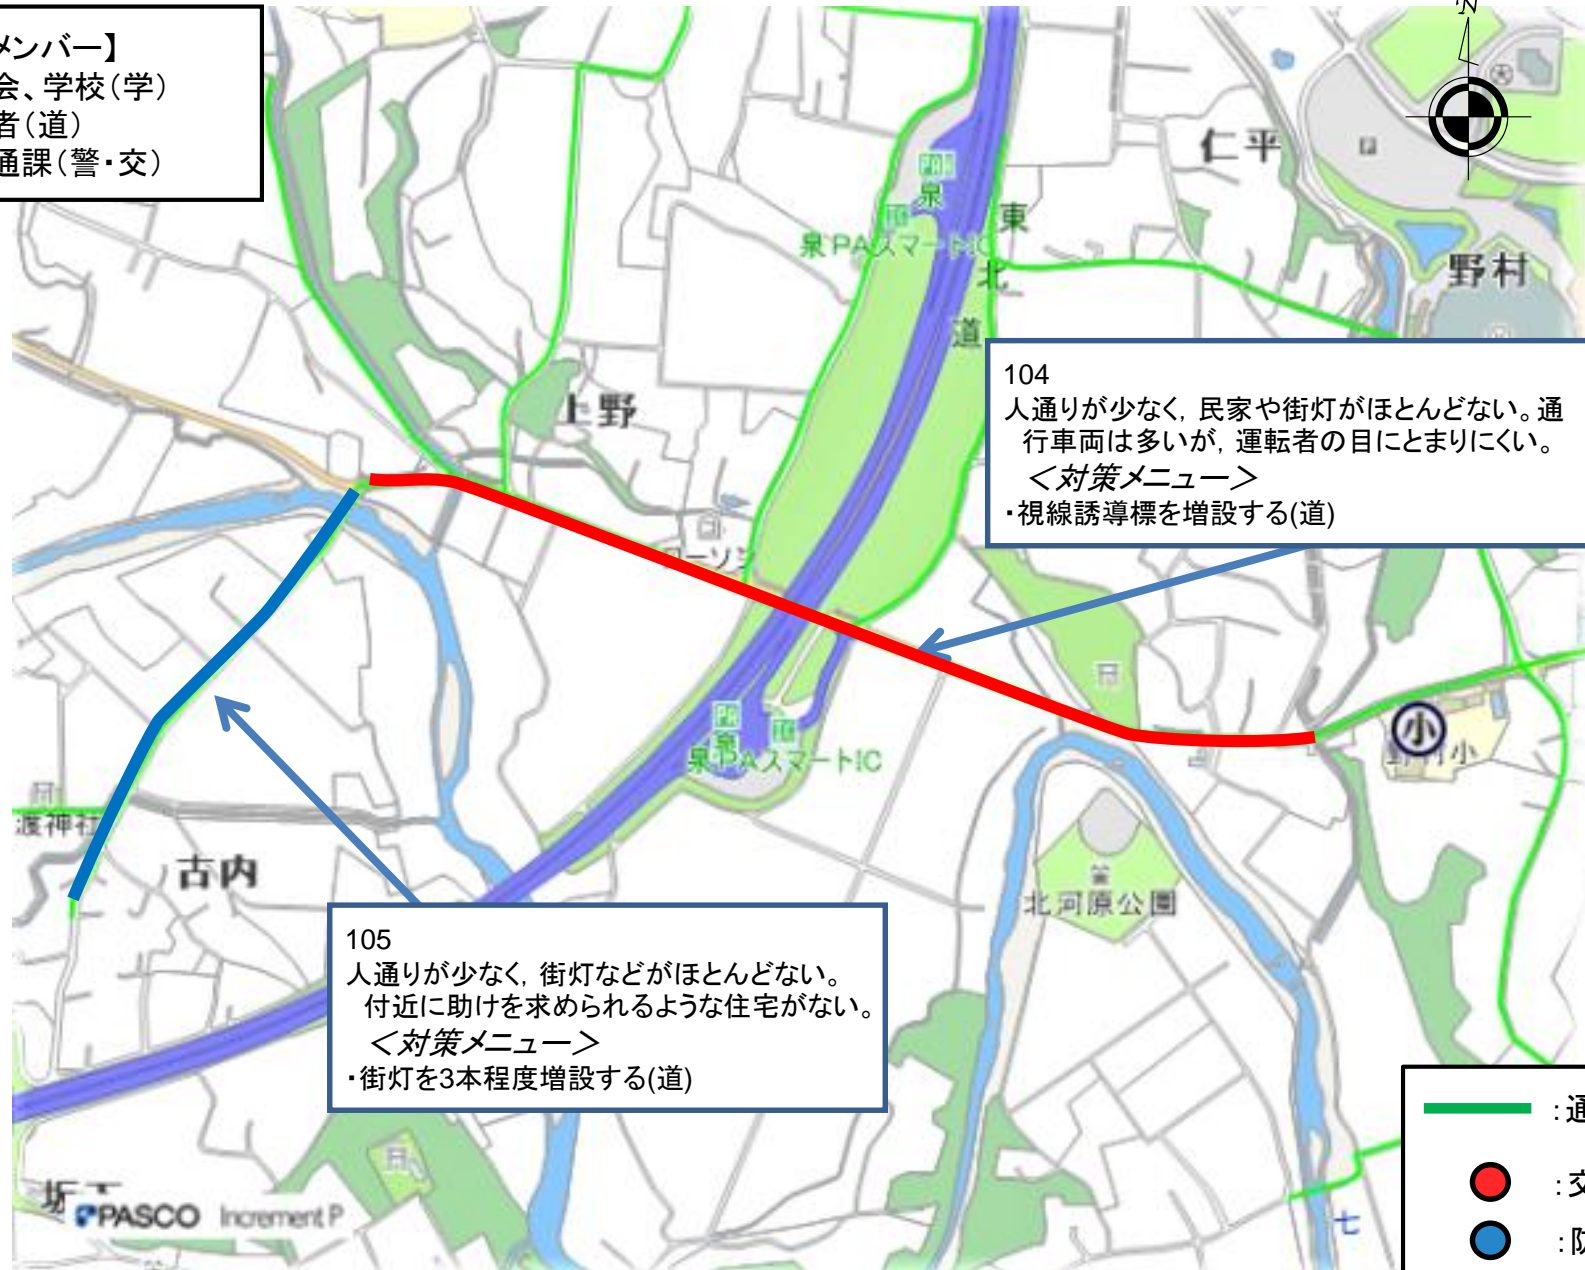 メンバー】
会、学校(学)
者(道)
通課(警・交)
N
仁平
野村
泉
泉PAスマートIC
東北道
上野
104
人通りが少なく，民家や街灯がほとんどない。通
行車両は多いが，運転者の目にとまりにくい。
＜対策メニュー＞
・視線誘導標を増設する(道)
ローソン
小
PA
泉
泉PAスマートIC
渡神社
古内
北河原公園
105
人通りが少なく，街灯などがほとんどない。
付近に助けを求められるような住宅がない。
＜対策メニュー＞
・街灯を3本程度増設する(道)
：通
：交
：防
七
PASCO Increment P